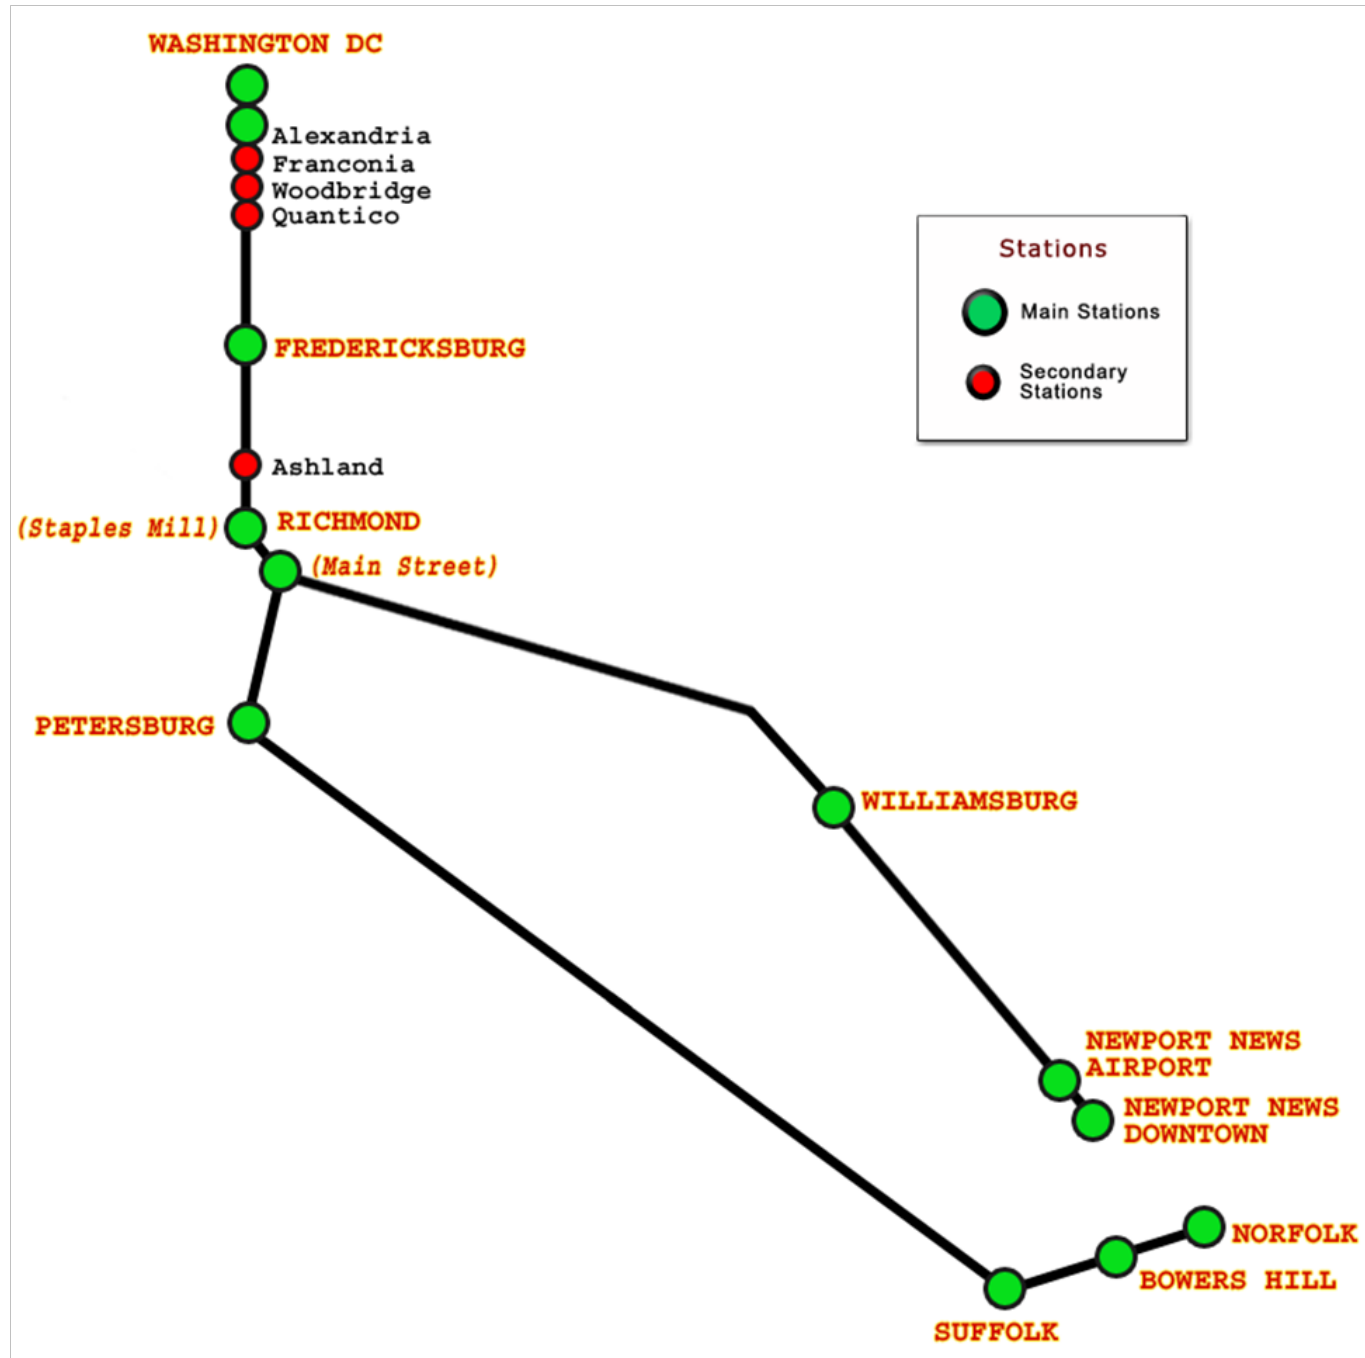 WASHINGTON DC
Alexandria
Franconia
Woodbridge
Quantico
Stations
Main Stations
Secondary
Stations
FREDERICKSBURG
Ashland
(Staples Mill)
RICHMOND
(Main Street)
PETERSBURG
WILLIAMSBURG
NEWPORT NEWS
AIRPORT
NEWPORT NEWS
DOWNTOWN
NORFOLK
BOWERS HILL
SUFFOLK